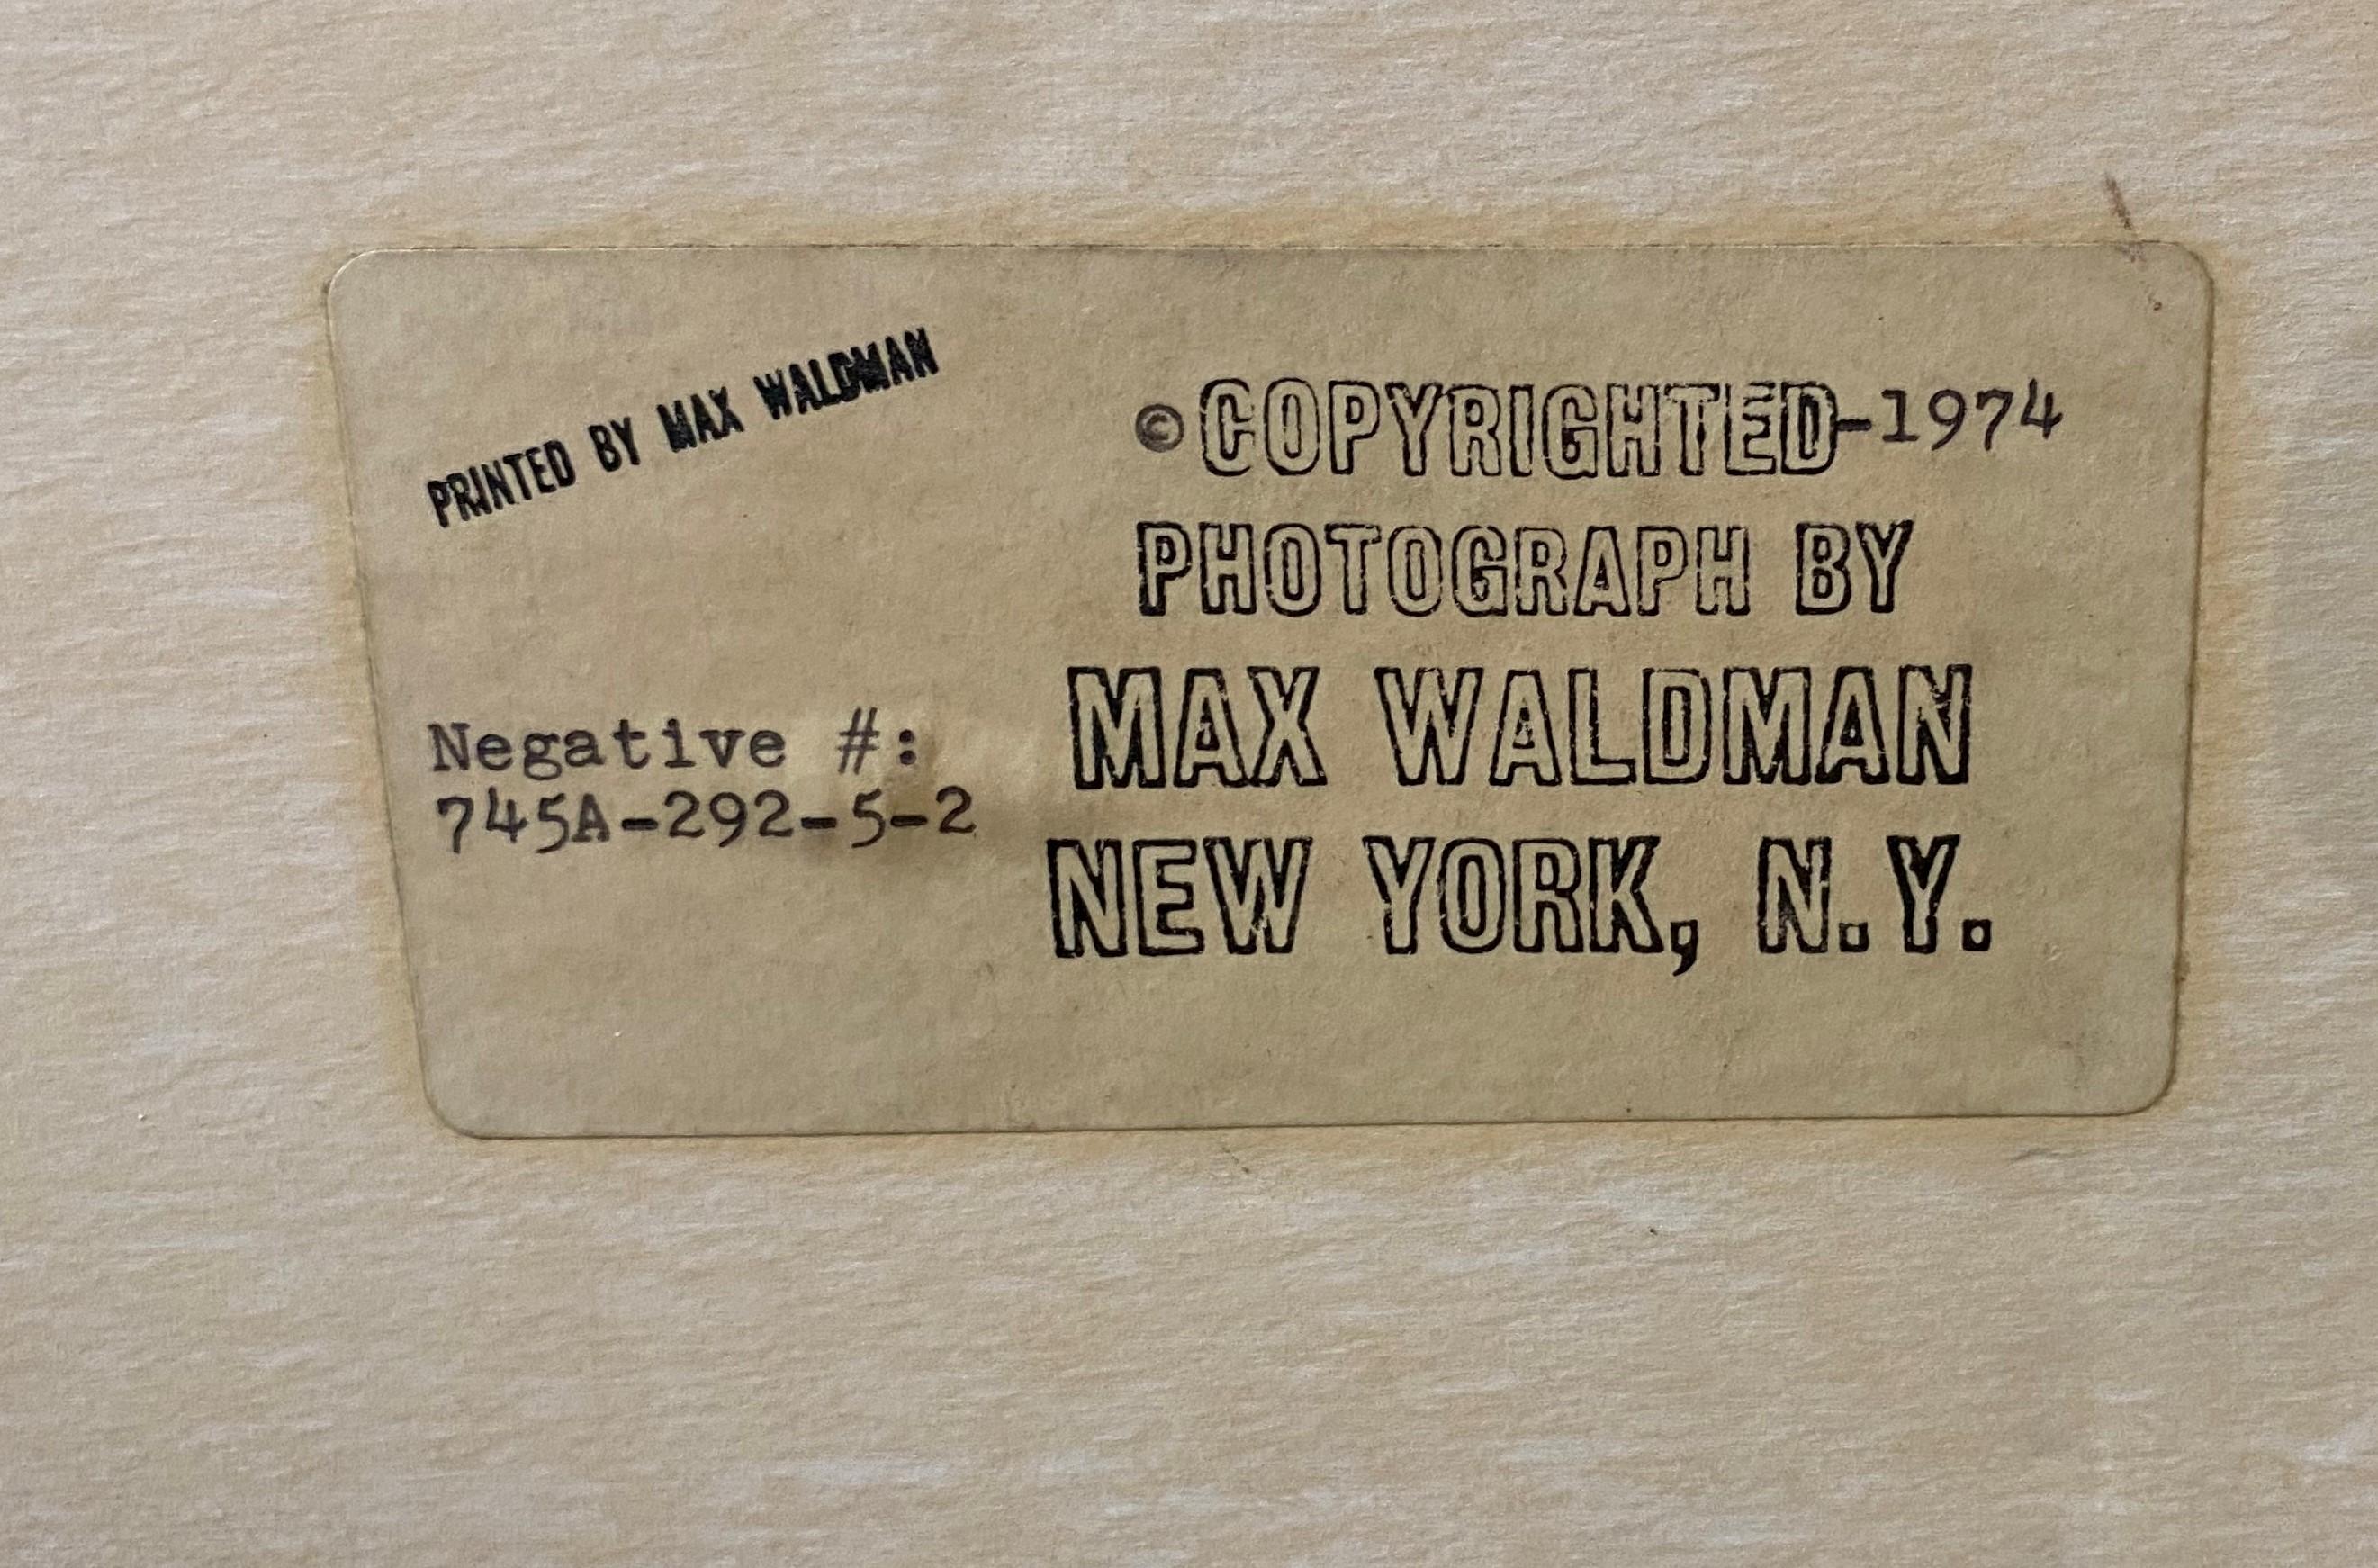 PRINTED BY MAX WALDMAN
Negative #:
745A-292-5-2
©COPYRIGHTED-1974
PHOTOGRAPH BY
MAX WALDMAN
NEW YORK, N.Y.